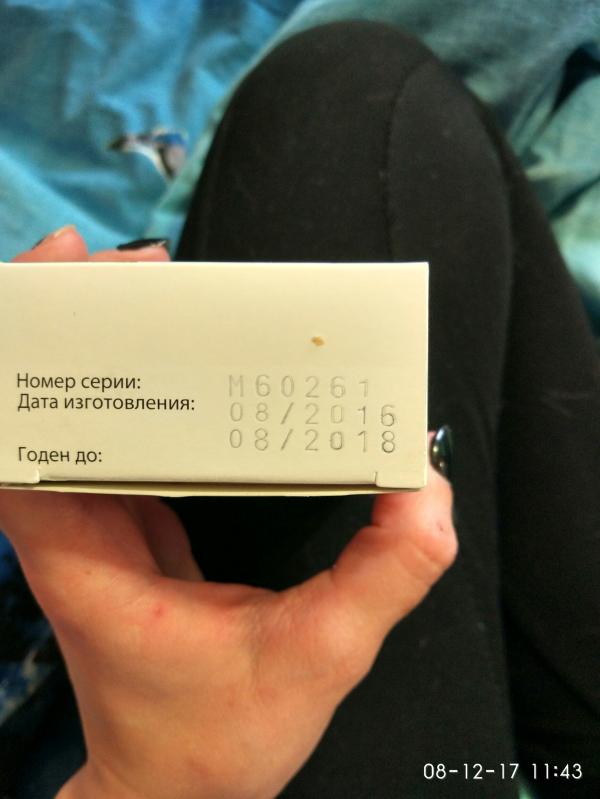 Номер серии: M60261
Дата изготовления: 08/2016
Годен до: 08/2018
08-12-17 11:43